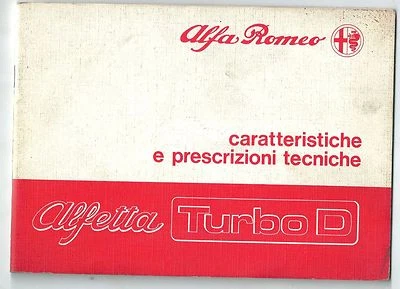 Alfa Romeo
caratteristiche
e prescrizioni tecniche
alfetta Turbo D